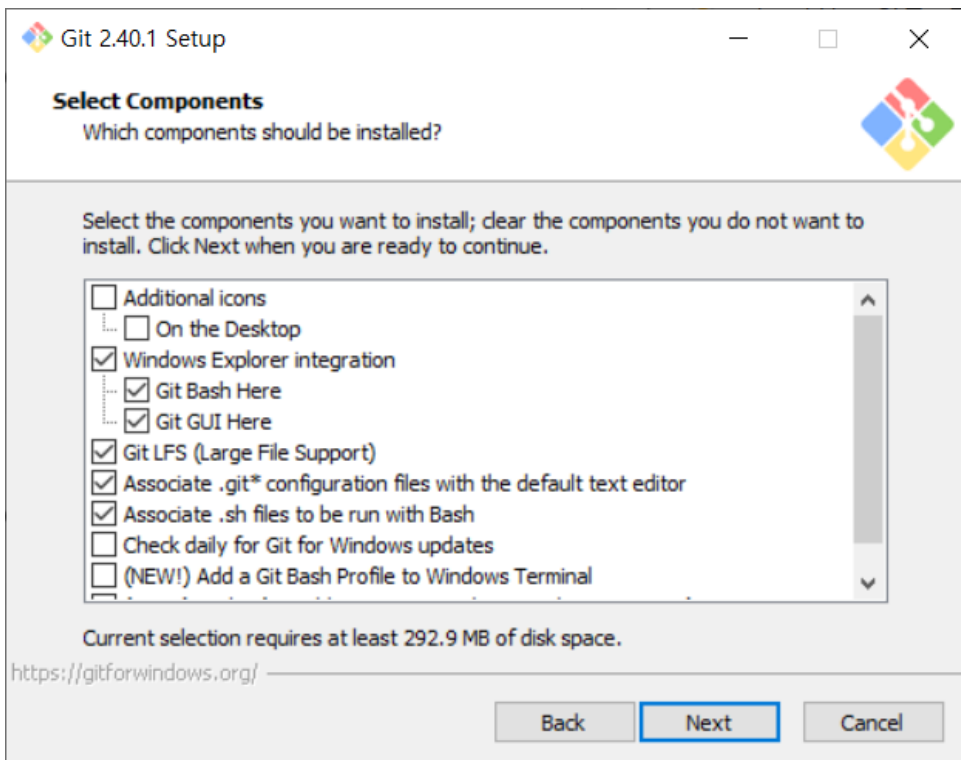 Git 2.40.1 Setup
Select Components
Which components should be installed?
Select the components you want to install; clear the components you do not want to
install. Click Next when you are ready to continue.
Additional icons
On the Desktop
Windows Explorer integration
Git Bash Here
Git GUI Here
Git LFS (Large File Support)
Associate .git* configuration files with the default text editor
Associate .sh files to be run with Bash
Check daily for Git for Windows updates
(NEW!) Add a Git Bash Profile to Windows Terminal
Current selection requires at least 292.9 MB of disk space.
https://gitforwindows.org/
Back
Next
Cancel